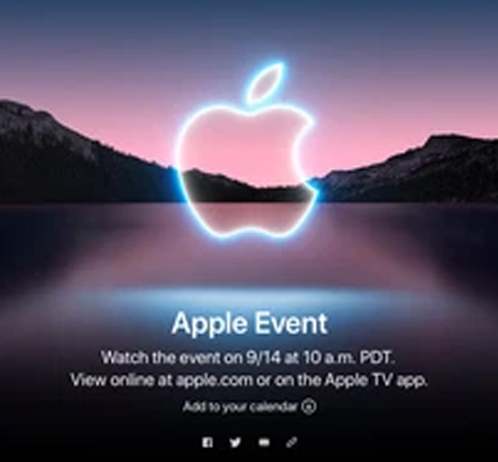 Apple Event
Watch the event on 9/14 at 10 a.m. PDT.
View online at apple.com or on the Apple TV app.
Add to your calendar